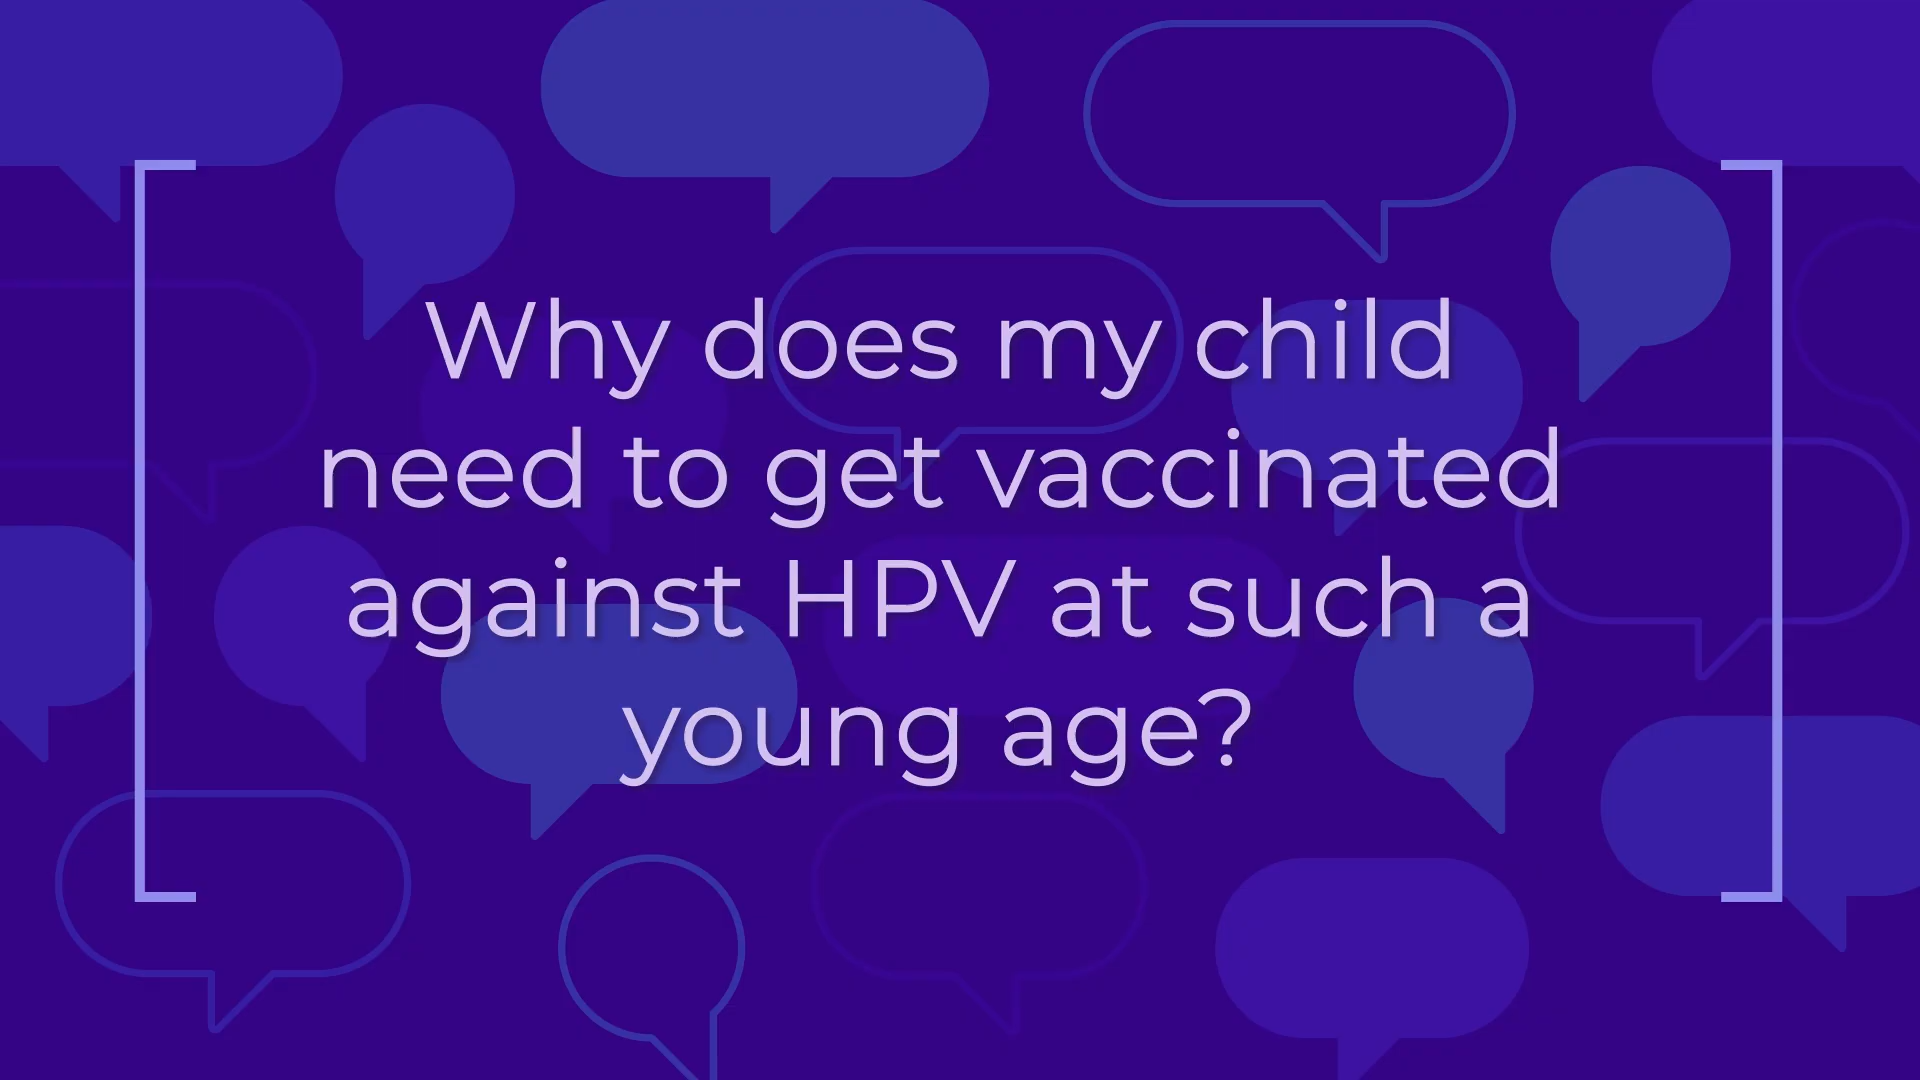 Why does my child
need to get vaccinated
against HPV at such a
young age?